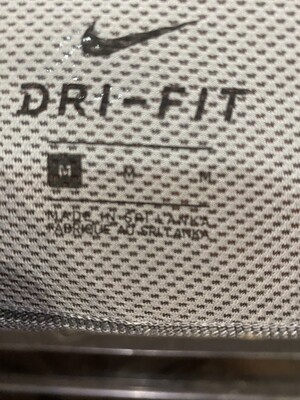 DRI-FIT
M M M
MADE IN SRI LANKA
FABRIQUE AU SRI LANKA